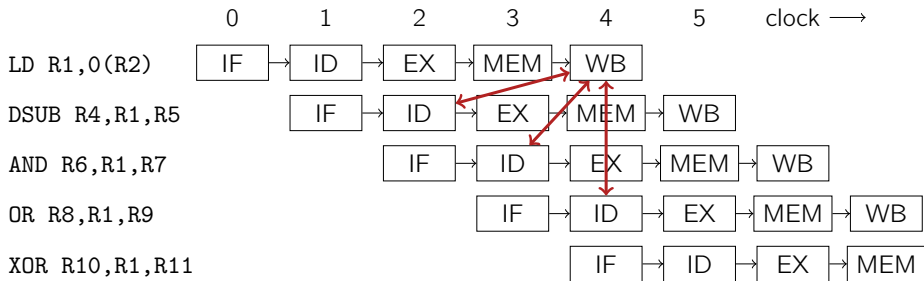 0 1 2 3 4 5 clock
LD R1,0(R2) IF ID EX MEM WB
DSUB R4,R1,R5 IF ID EX MEM WB
AND R6,R1,R7 IF ID EX MEM WB
OR R8,R1,R9 IF ID EX MEM WB
XOR R10,R1,R11 IF ID EX MEM